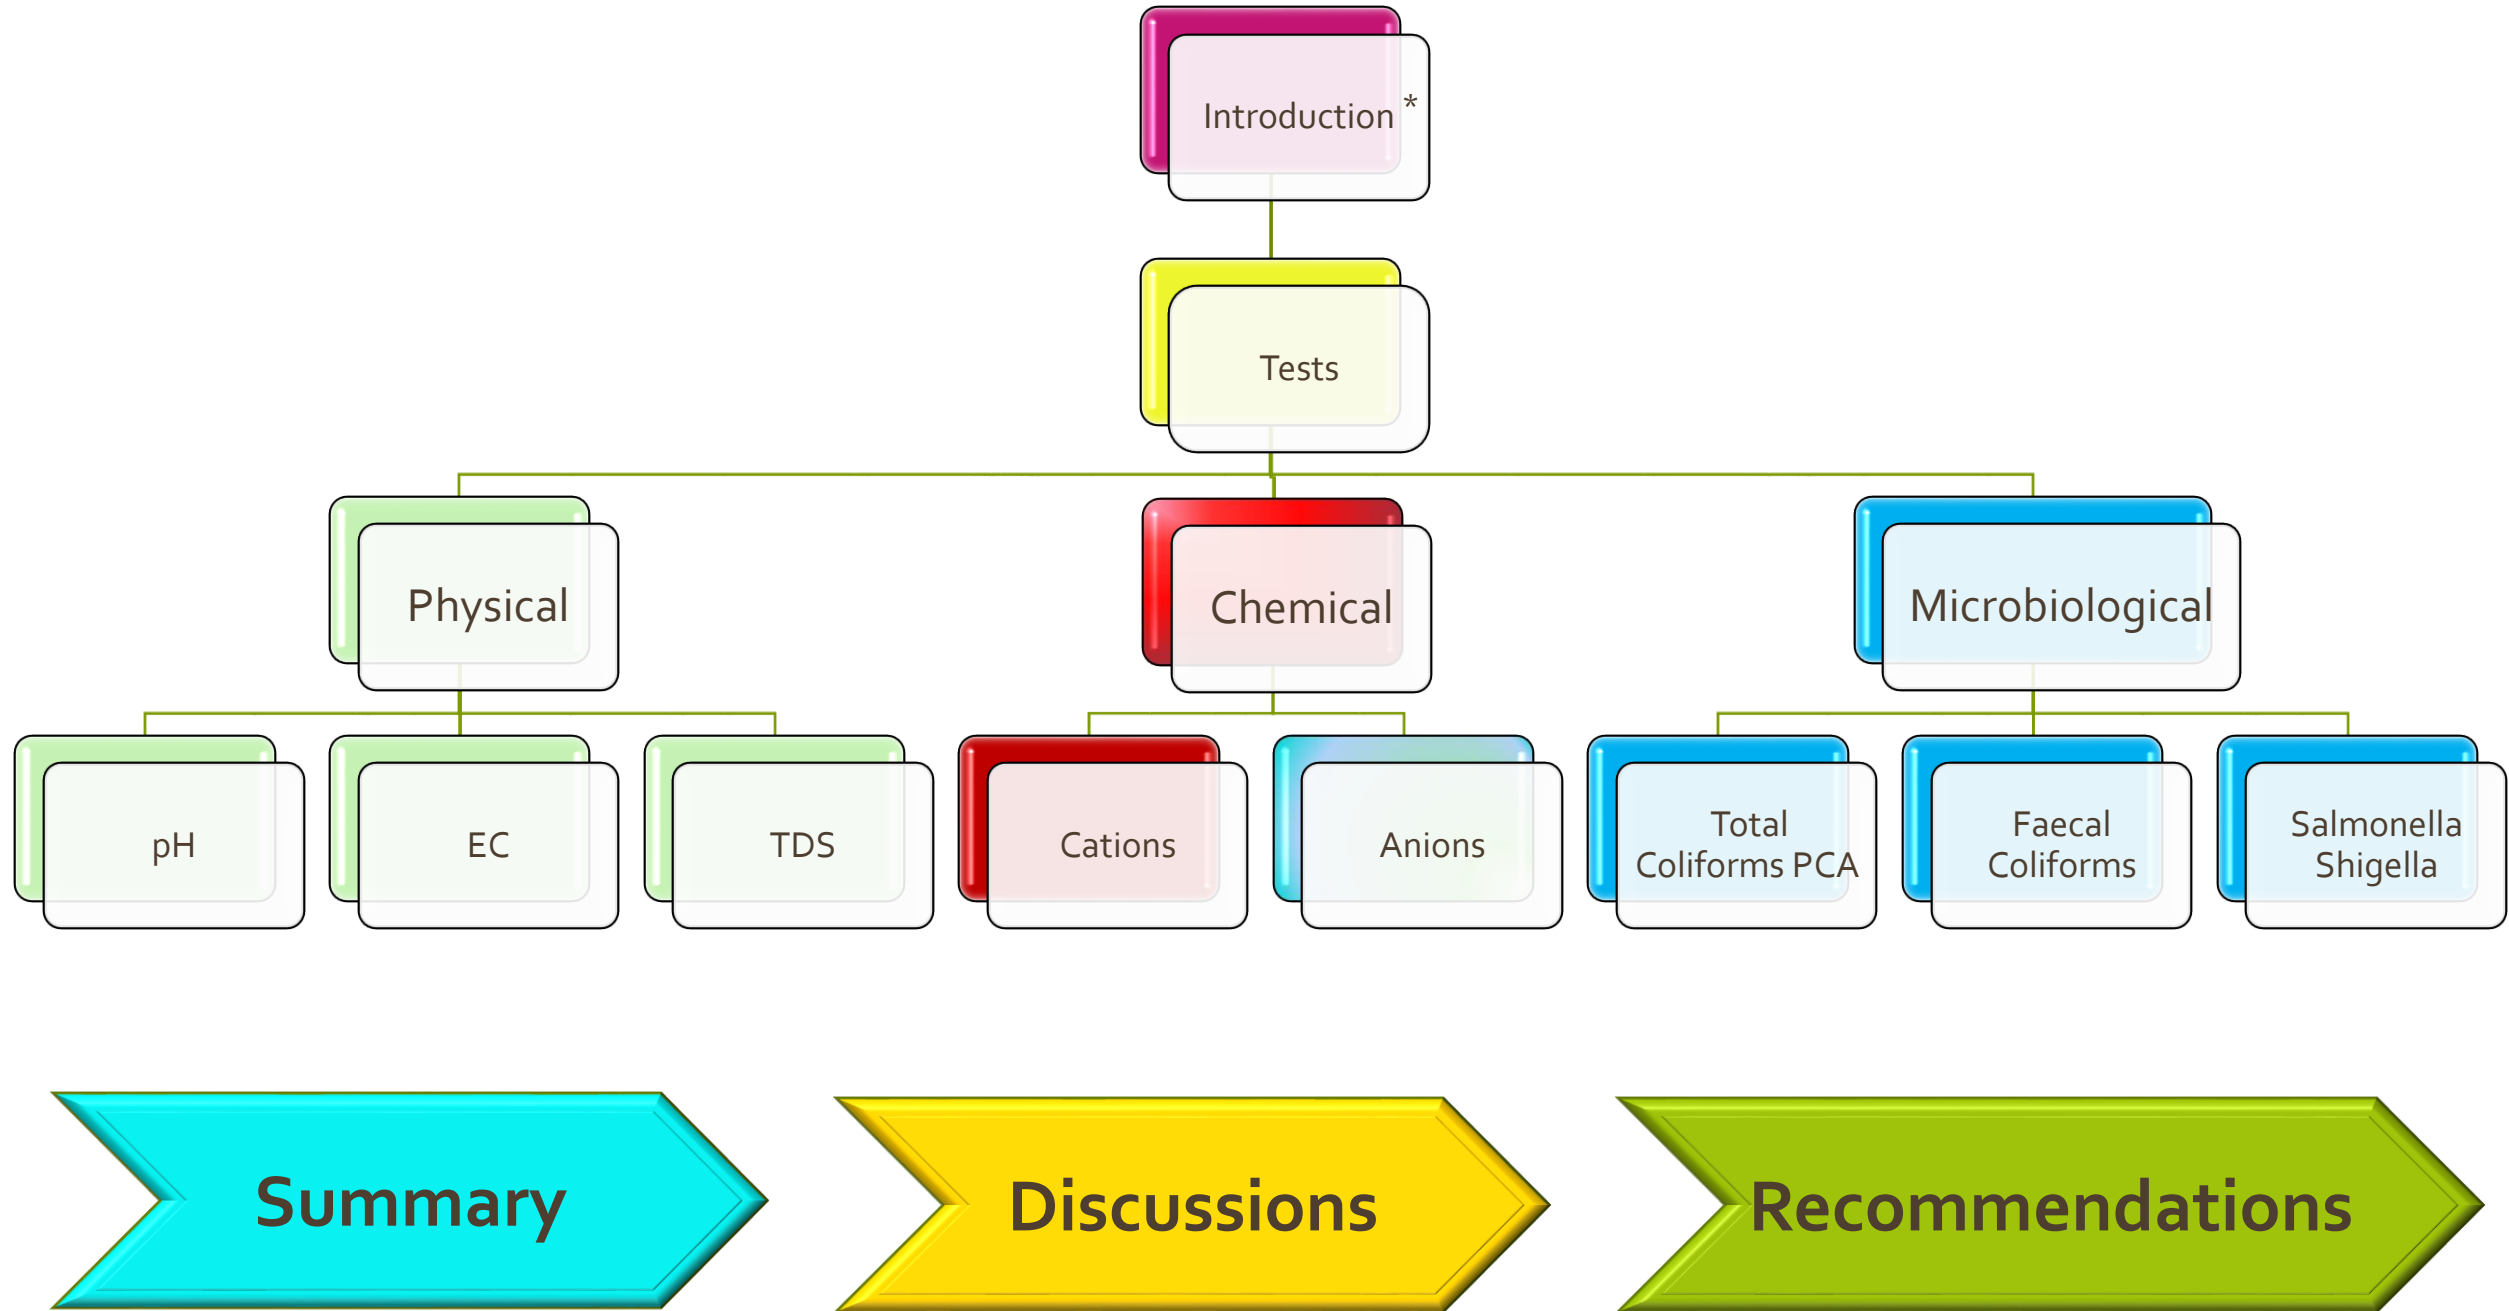 Introduction *
Tests
Physical
Chemical
Microbiological
pH
EC
TDS
Cations
Anions
Total
Coliforms PCA
Faecal
Coliforms
Salmonella
Shigella
Summary
Discussions
Recommendations